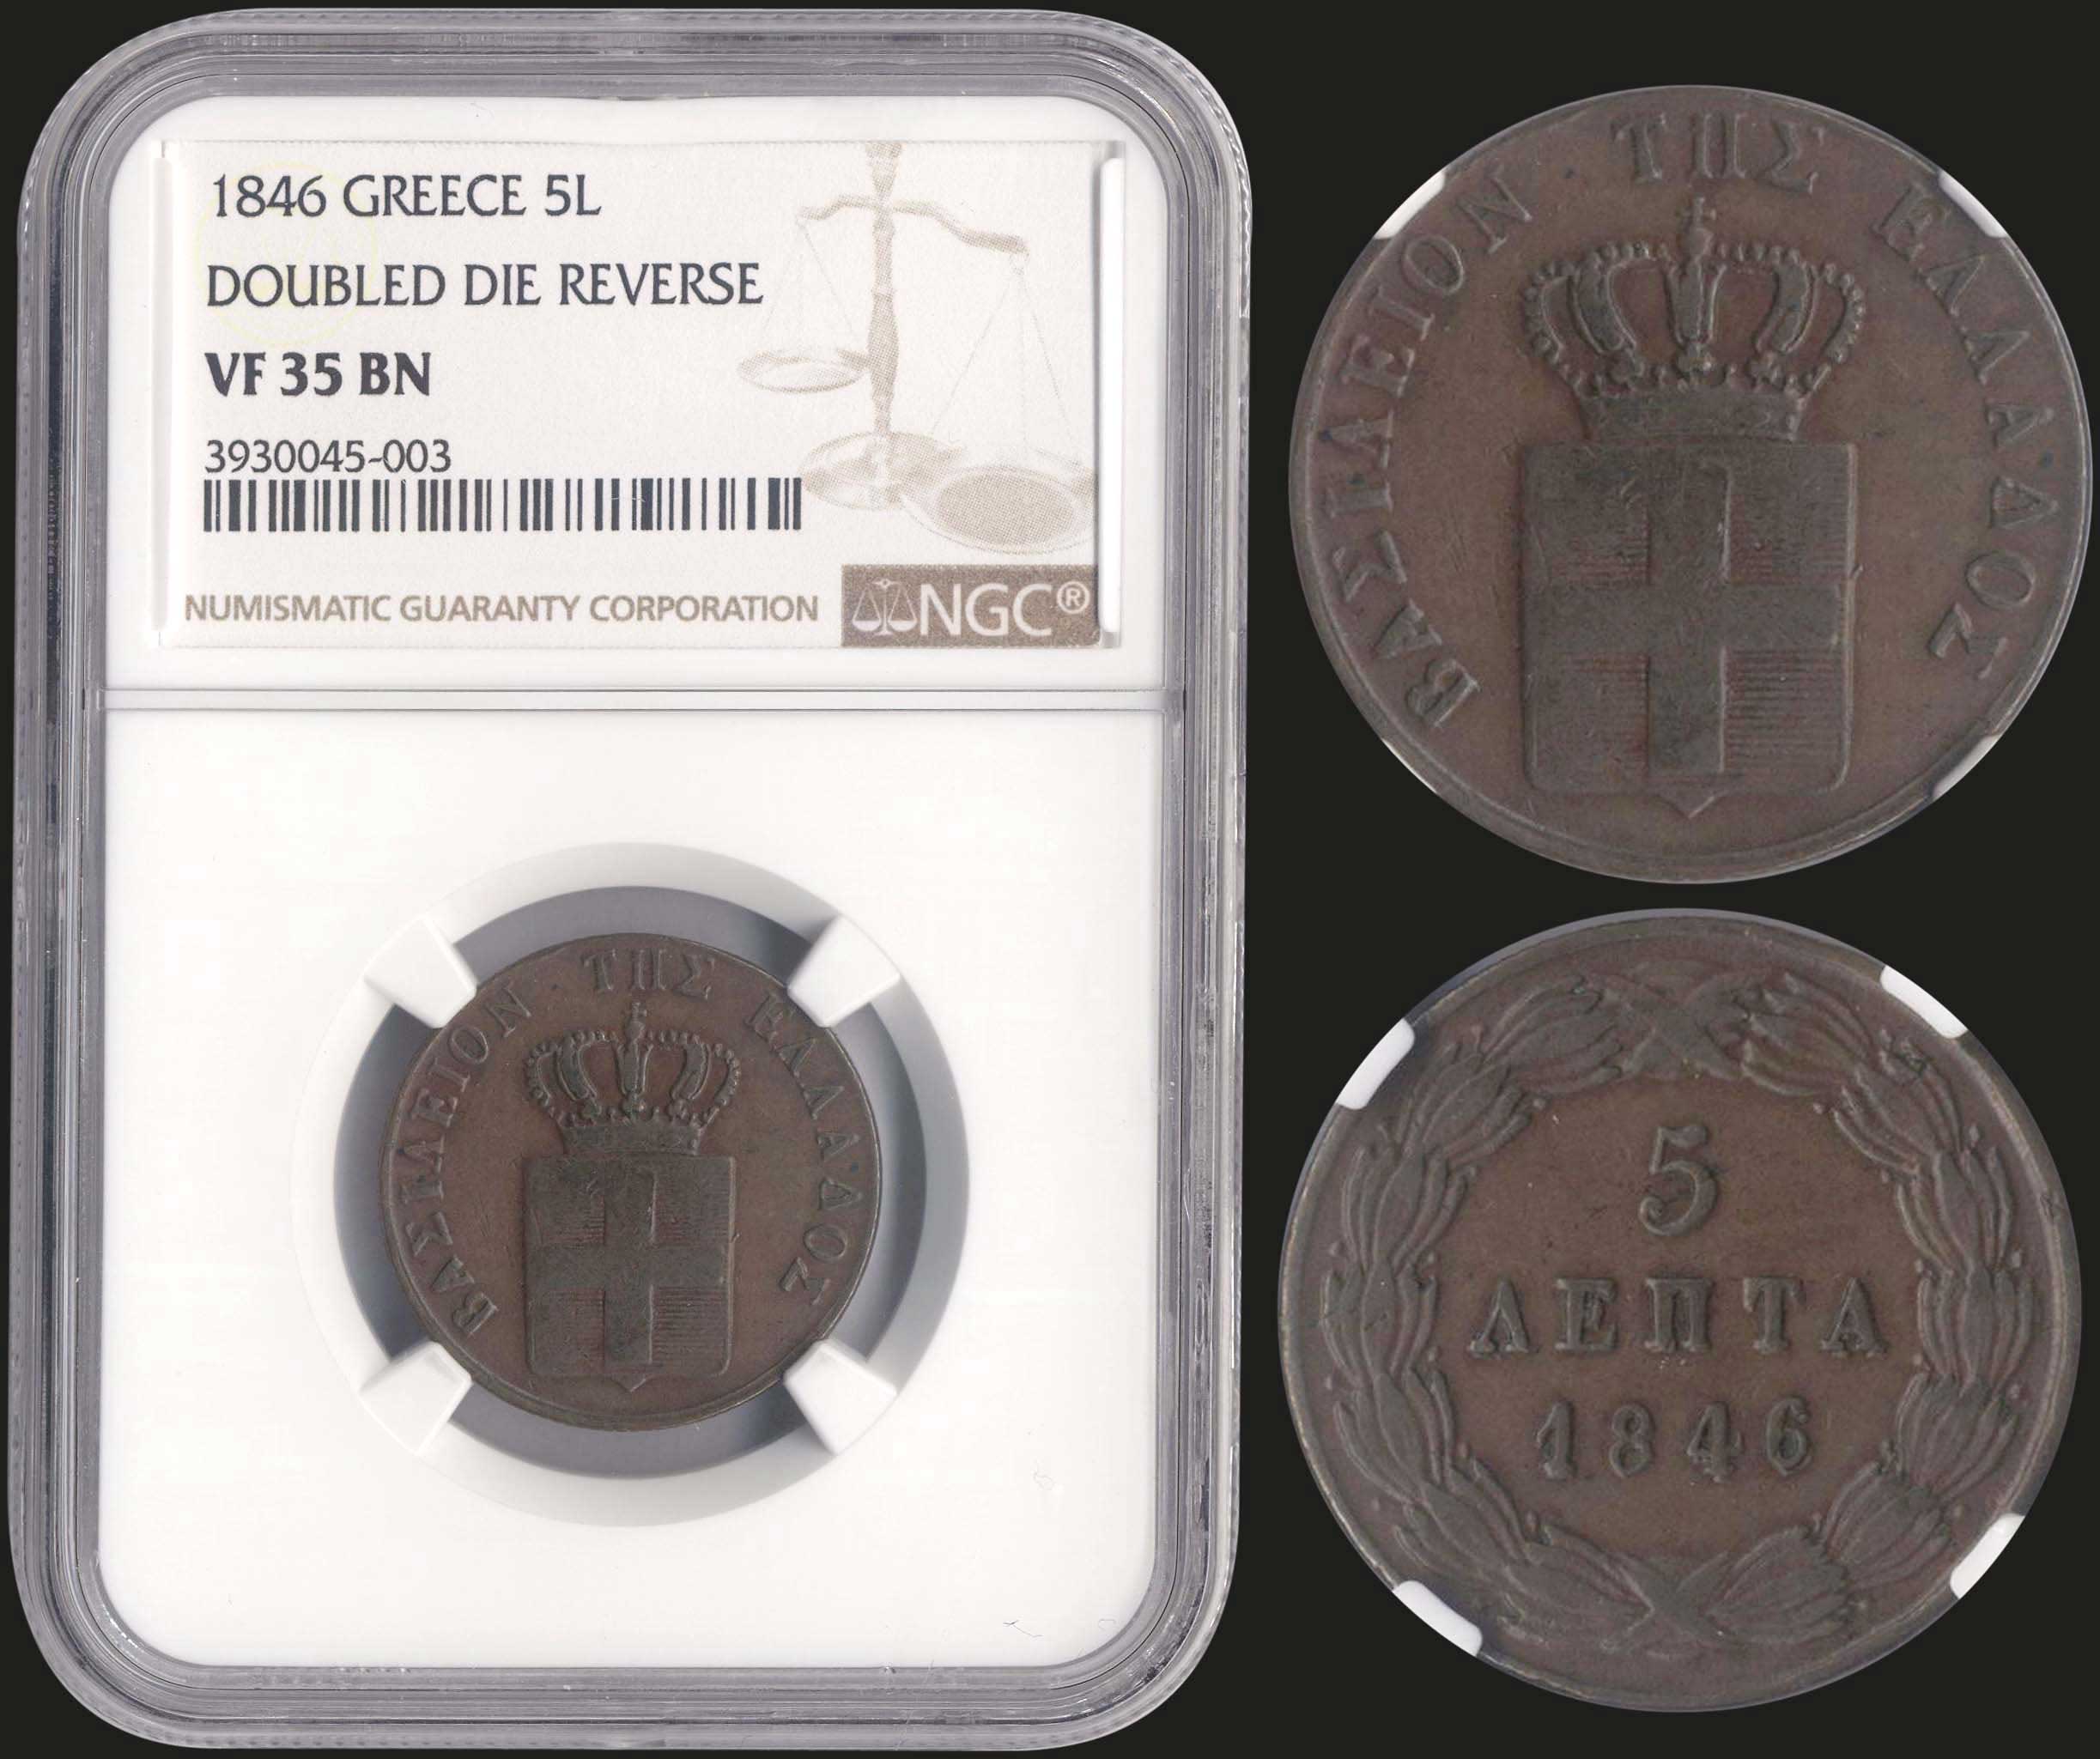 1846 GREECE 5L
DOUBLED DIE REVERSE
VF 35 BN
3930045-003
NUMISMATIC GUARANTY CORPORATION NGC®
ΒΑΣΙΛΕΙΟΝ ΤΗΣ ΕΛΛΑΔΟΣ
ΒΑΣΙΛΕΙΟΝ ΤΗΣ ΕΛΛΑΔΟΣ
5
ΛΕΠΤΑ
1846